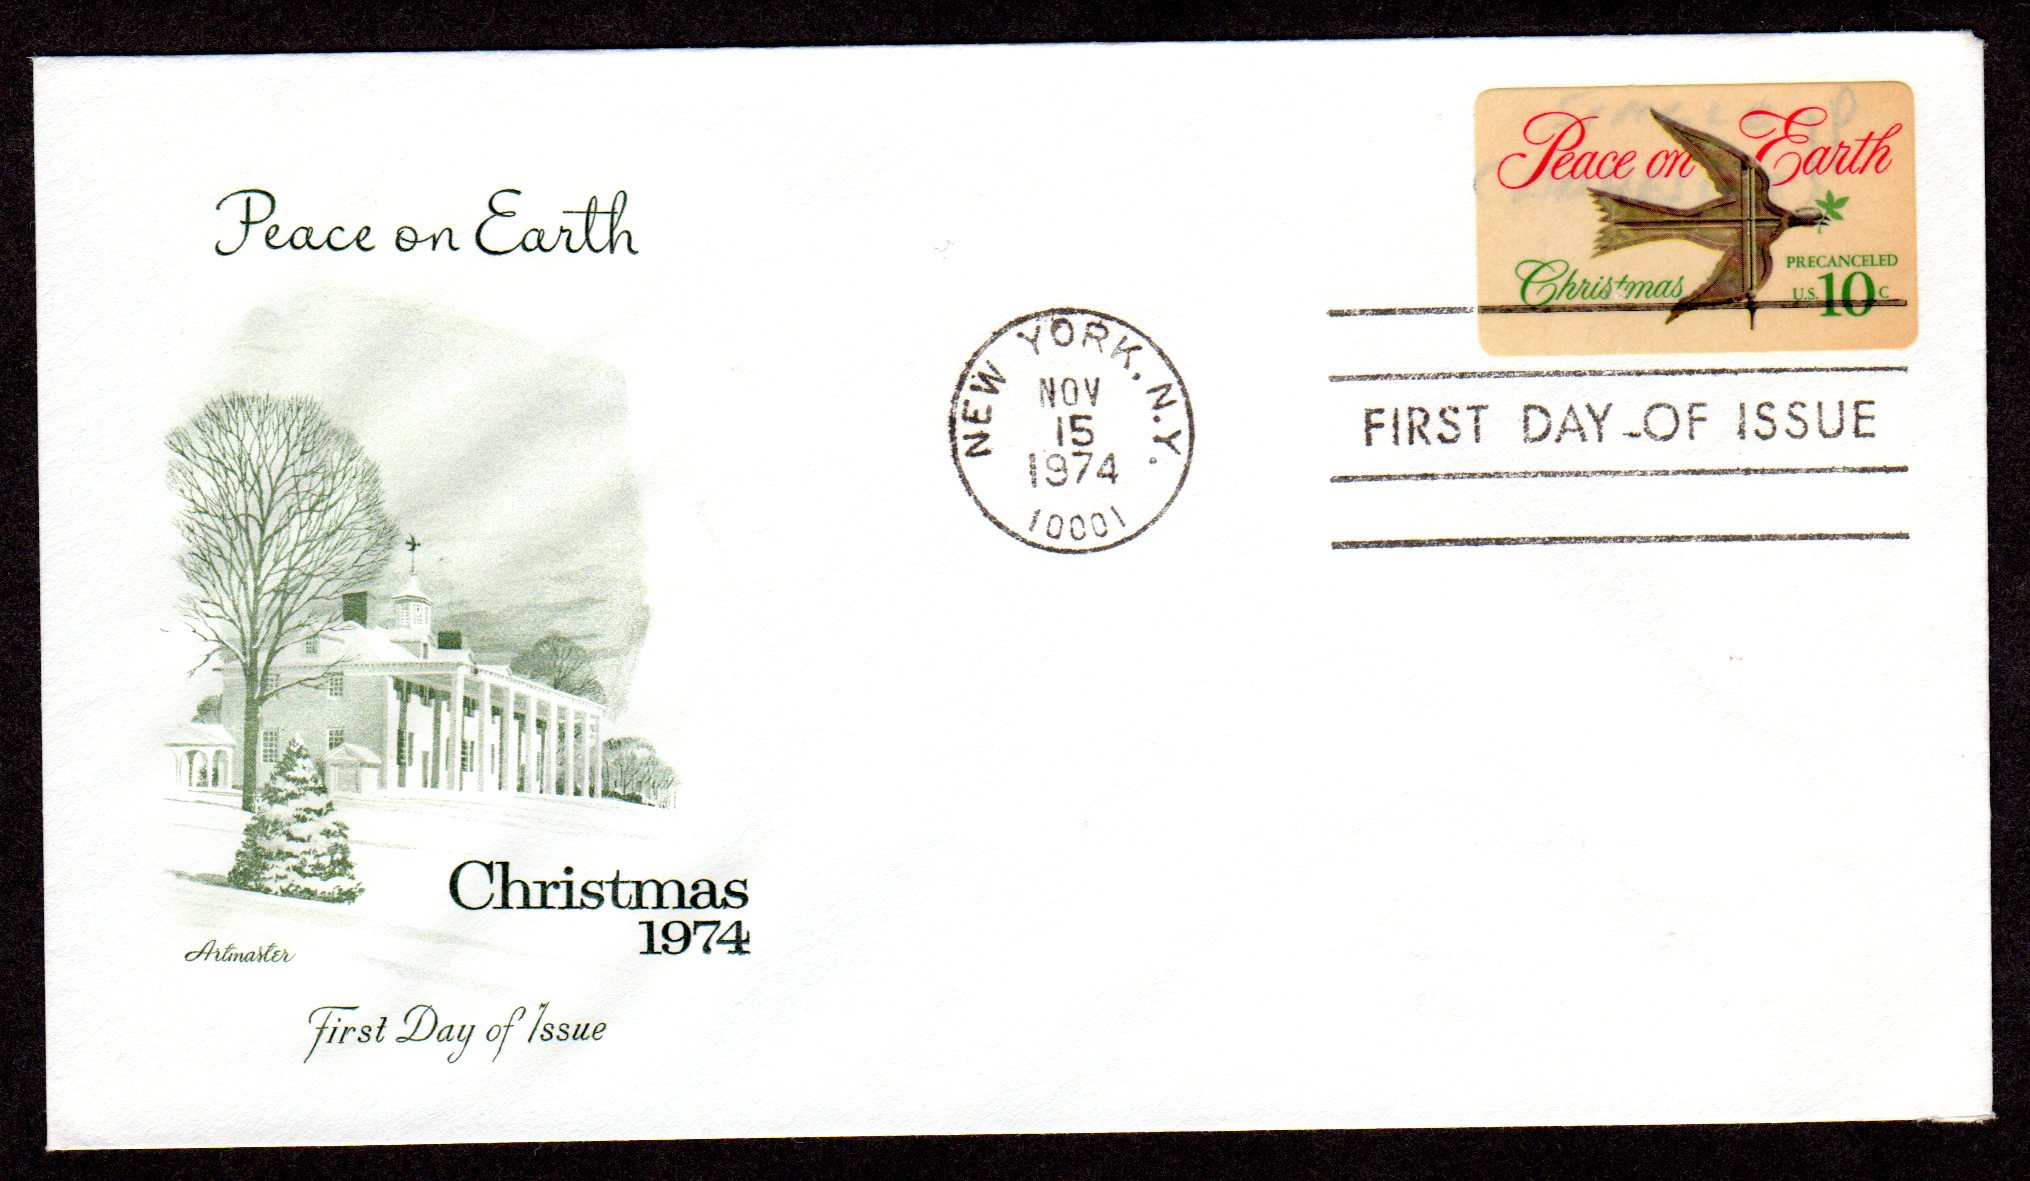 Peace on Earth
Christmas
PRECANCELED
U.S. 10c
Peace on Earth
NEW YORK, N.Y.
NOV
15
1974
10001
FIRST DAY OF ISSUE
Christmas
1974
Artmaster
First Day of Issue